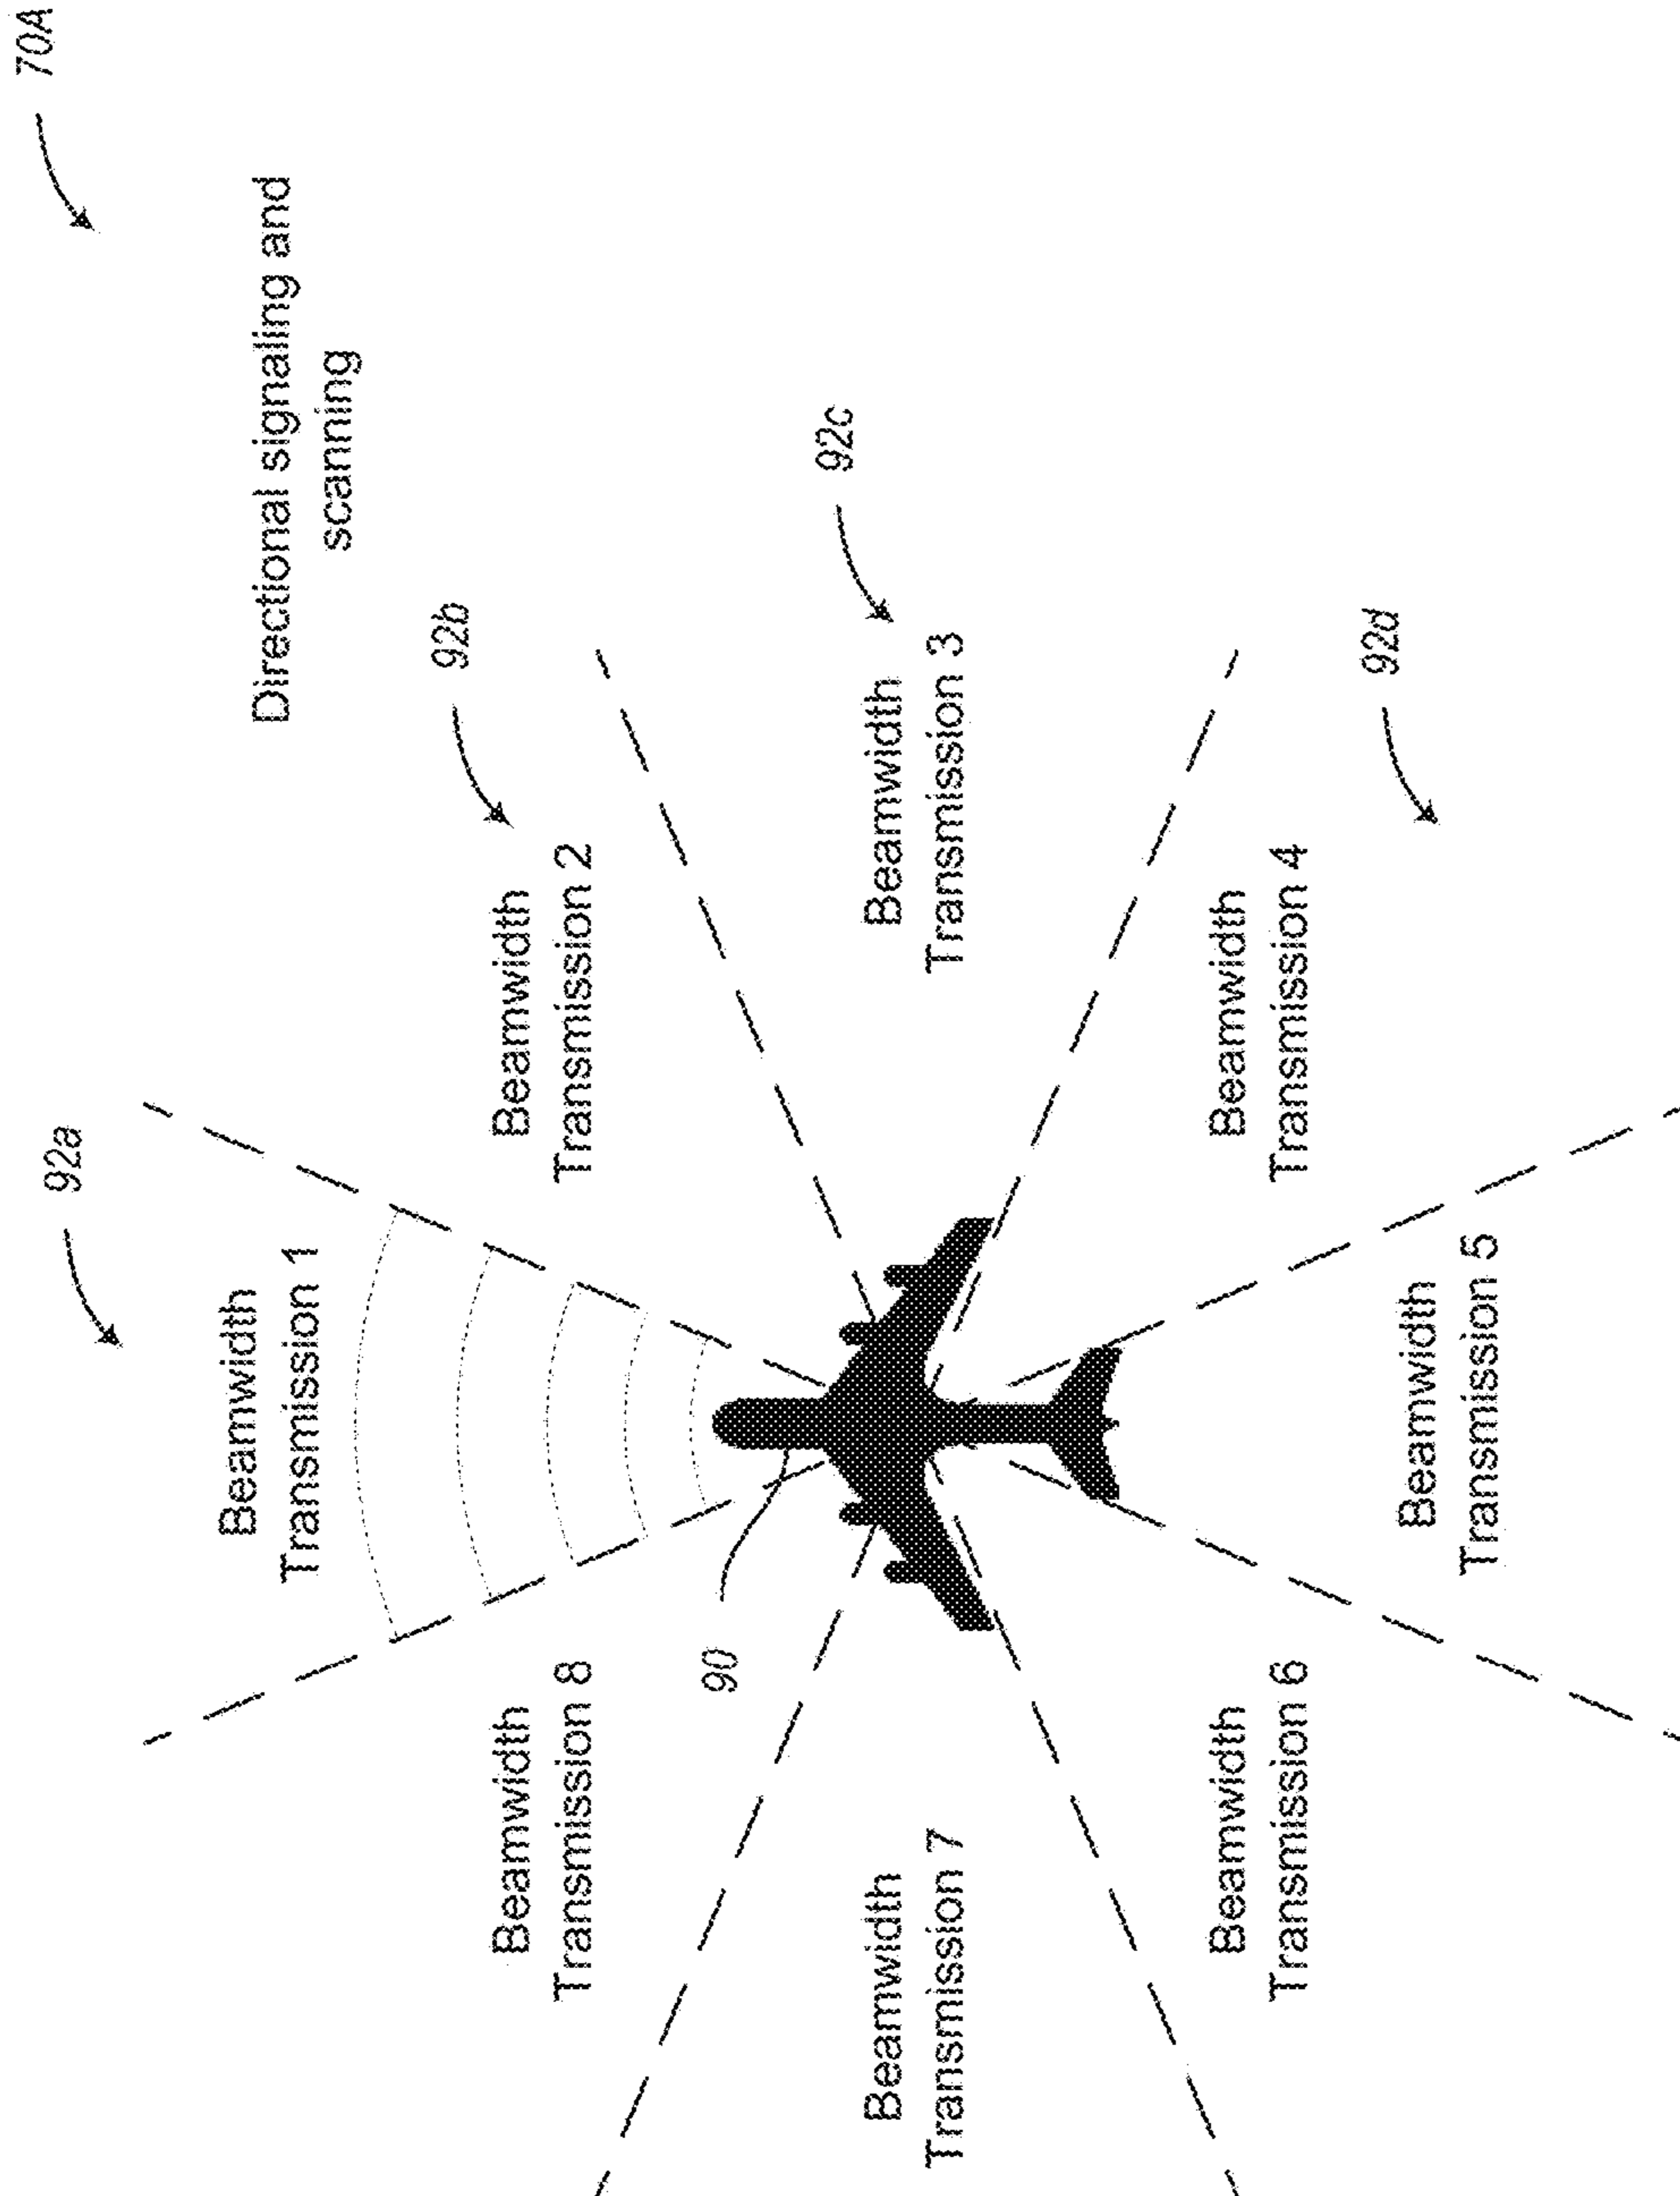 70A
Directional signaling and
scanning
92a
Beamwidth
Transmission 1
92b
Beamwidth
Transmission 2
92c
Beamwidth
Transmission 3
92d
Beamwidth
Transmission 4
Beamwidth
Transmission 5
Beamwidth
Transmission 6
Beamwidth
Transmission 7
Beamwidth
Transmission 8
90